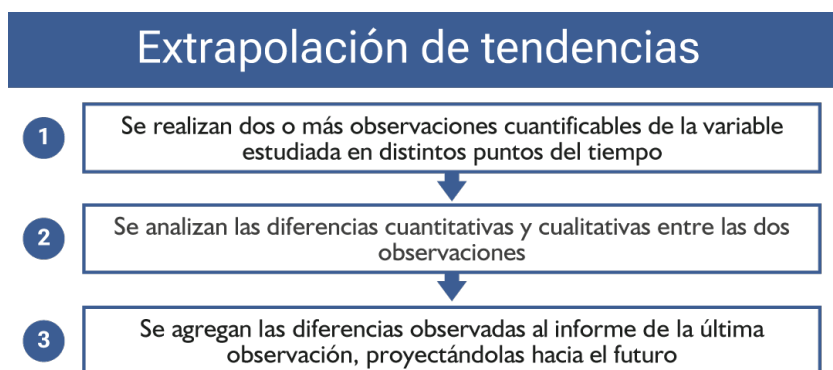 Extrapolación de tendencias
1
Se realizan dos o más observaciones cuantificables de la variable
estudiada en distintos puntos del tiempo
2
Se analizan las diferencias cuantitativas y cualitativas entre las dos
observaciones
3
Se agregan las diferencias observadas al informe de la última
observación, proyectándolas hacia el futuro